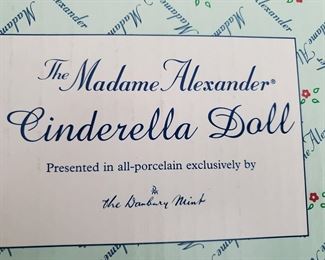 The Madame Alexander®
Cinderella Doll
Presented in all-porcelain exclusively by
the Danbury Mint